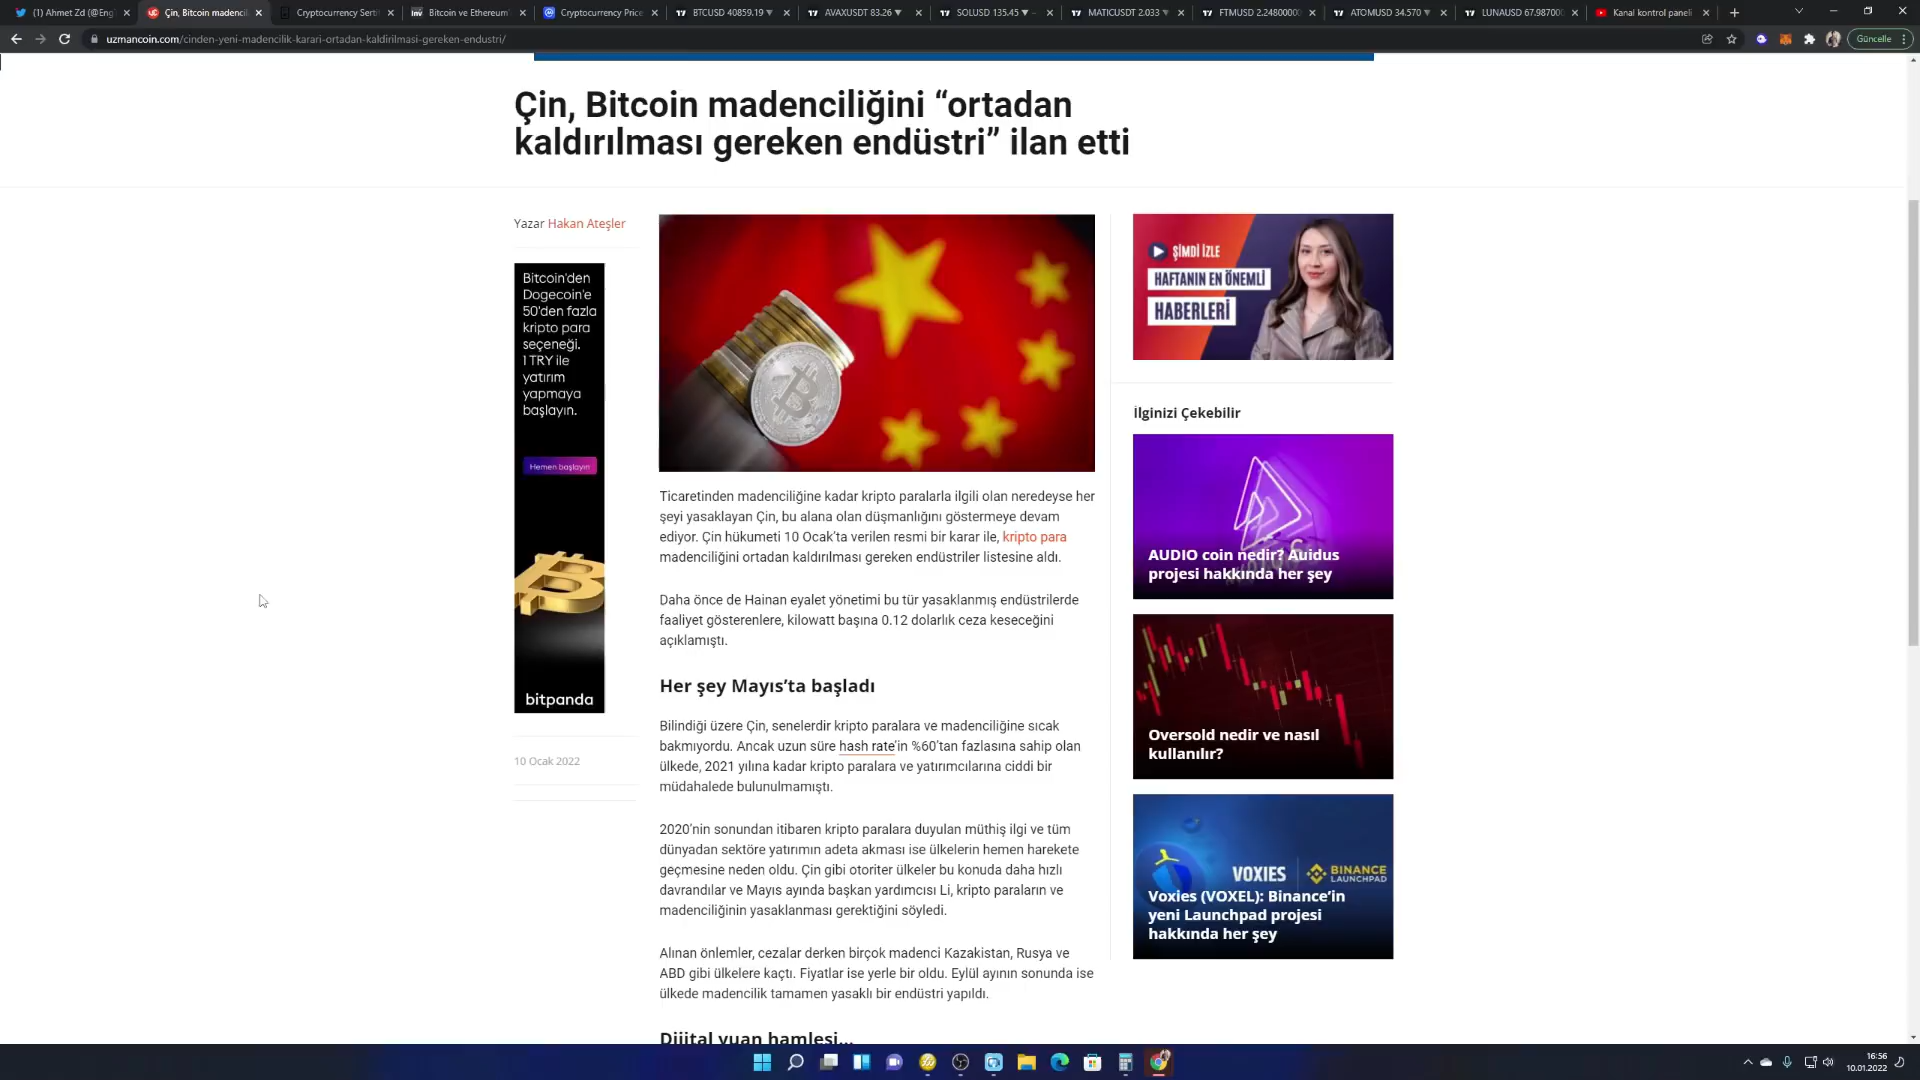 (1) Ahmet Zd (@Eng
Çin, Bitcoin madenci
Cryptocurrency Serti
Bitcoin ve Ethereum'
Cryptocurrency Price
BTCUSD 40859.19 ▼
AVAXUSDT 83.26 ▼
SOLUSD 135.45 ▼
MATICUSDT 2.033 ▼
FTMUSD 2.24800000
ATOMUSD 34.570 ▼
LUNAUSD 67.987000
Kanal kontrol paneli
uzmancoin.com/cinden-yeni-madencilik-karari-ortadan-kaldirilmasi-gereken-endustri/
Güncelle
Çin, Bitcoin madenciliğini “ortadan
kaldırılması gereken endüstri” ilan etti
Yazar Hakan Ateşler
Bitcoin'den
Dogecoin'e
50'den fazla
kripto para
seçeneği.
1 TRY ile
yatırım
yapmaya
başlayın.
Hemen başlayın
bitpanda
10 Ocak 2022
Ticaretinden madenciliğine kadar kripto paralarla ilgili olan neredeyse her
şeyi yasaklayan Çin, bu alana olan düşmanlığını göstermeye devam
ediyor. Çin hükumeti 10 Ocak’ta verilen resmi bir karar ile, kripto para
madenciliğini ortadan kaldırılması gereken endüstriler listesine aldı.
Daha önce de Hainan eyalet yönetimi bu tür yasaklanmış endüstrilerde
faaliyet gösterenlere, kilowatt başına 0.12 dolarlık ceza keseceğini
açıklamıştı.
Her şey Mayıs’ta başladı
Bilindiği üzere Çin, senelerdir kripto paralara ve madenciliğine sıcak
bakmıyordu. Ancak uzun süre hash rate’in %60’tan fazlasına sahip olan
ülkede, 2021 yılına kadar kripto paralara ve yatırımcılarına ciddi bir
müdahalede bulunulmamıştı.
2020’nin sonundan itibaren kripto paralara duyulan müthiş ilgi ve tüm
dünyadan sektöre yatırımın adeta akması ise ülkelerin hemen harekete
geçmesine neden oldu. Çin gibi otoriter ülkeler bu konuda daha hızlı
davrandılar ve Mayıs ayında başkan yardımcısı Li, kripto paraların ve
madenciliğinin yasaklanması gerektiğini söyledi.
Alınan önlemler, cezalar derken birçok madenci Kazakistan, Rusya ve
ABD gibi ülkelere kaçtı. Fiyatlar ise yerle bir oldu. Eylül ayının sonunda ise
ülkede madencilik tamamen yasaklı bir endüstri yapıldı.
Dijital yuan hamlesi…
ŞİMDİ İZLE
HAFTANIN EN ÖNEMLİ
HABERLERİ
İlginizi Çekebilir
AUDIO coin nedir? Auidus
projesi hakkında her şey
Oversold nedir ve nasıl
kullanılır?
VOXIES
BINANCE
LAUNCHPAD
Voxies (VOXEL): Binance’in
yeni Launchpad projesi
hakkında her şey
16:56
10.01.2022